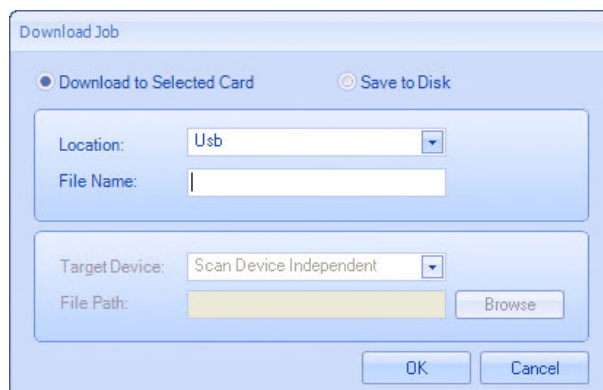 Download Job
Download to Selected Card Save to Disk
Location: Usb
File Name:
Target Device: Scan Device Independent
File Path: Browse
OK Cancel